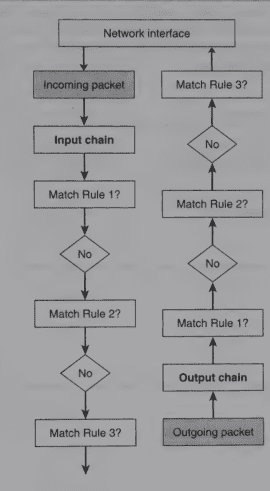 Network interface
Incoming packet
Input chain
Match Rule 1?
No
Match Rule 2?
No
Match Rule 3?
Match Rule 3?
No
Match Rule 2?
No
Match Rule 1?
Output chain
Outgoing packet